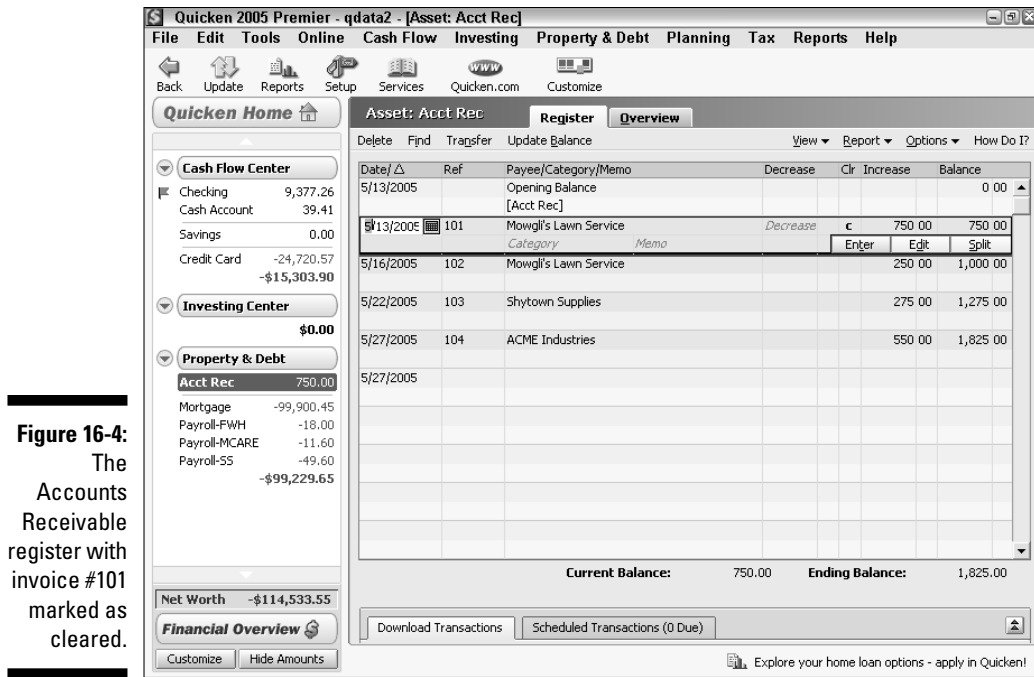 Quicken 2005 Premier - qdata2 - [Asset: Acct Rec]
File Edit Tools Online Cash Flow Investing Property & Debt Planning Tax Reports Help
Back Update Reports Setup Services Quicken.com Customize
www
Quicken Home
Asset: Acct Rec Register Overview
Delete Find Transfer Update Balance View Report Options How Do I?
Cash Flow Center
Checking 9,377.26
Cash Account 39.41
Savings 0.00
Credit Card -24,720.57
-$15,303.90
Investing Center
$0.00
Property & Debt
Acct Rec 750.00
Mortgage -99,900.45
Payroll-FWH -18.00
Payroll-MCARE -11.60
Payroll-SS -49.60
-$99,229.65
Net Worth -$114,533.55
Financial Overview
Customize Hide Amounts
Date/ Ref Payee/Category/Memo Decrease Clr Increase Balance
5/13/2005 Opening Balance 0 00
[Acct Rec]
5/13/2005 101 Mowgli's Lawn Service Decrease c 750 00 750 00
Category Memo Enter Edit Split
5/16/2005 102 Mowgli's Lawn Service 250 00 1,000 00
5/22/2005 103 Shytown Supplies 275 00 1,275 00
5/27/2005 104 ACME Industries 550 00 1,825 00
5/27/2005
Current Balance: 750.00 Ending Balance: 1,825.00
Download Transactions Scheduled Transactions (0 Due)
Explore your home loan options - apply in Quicken!
Figure 16-4:
The
Accounts
Receivable
register with
invoice #101
marked as
cleared.